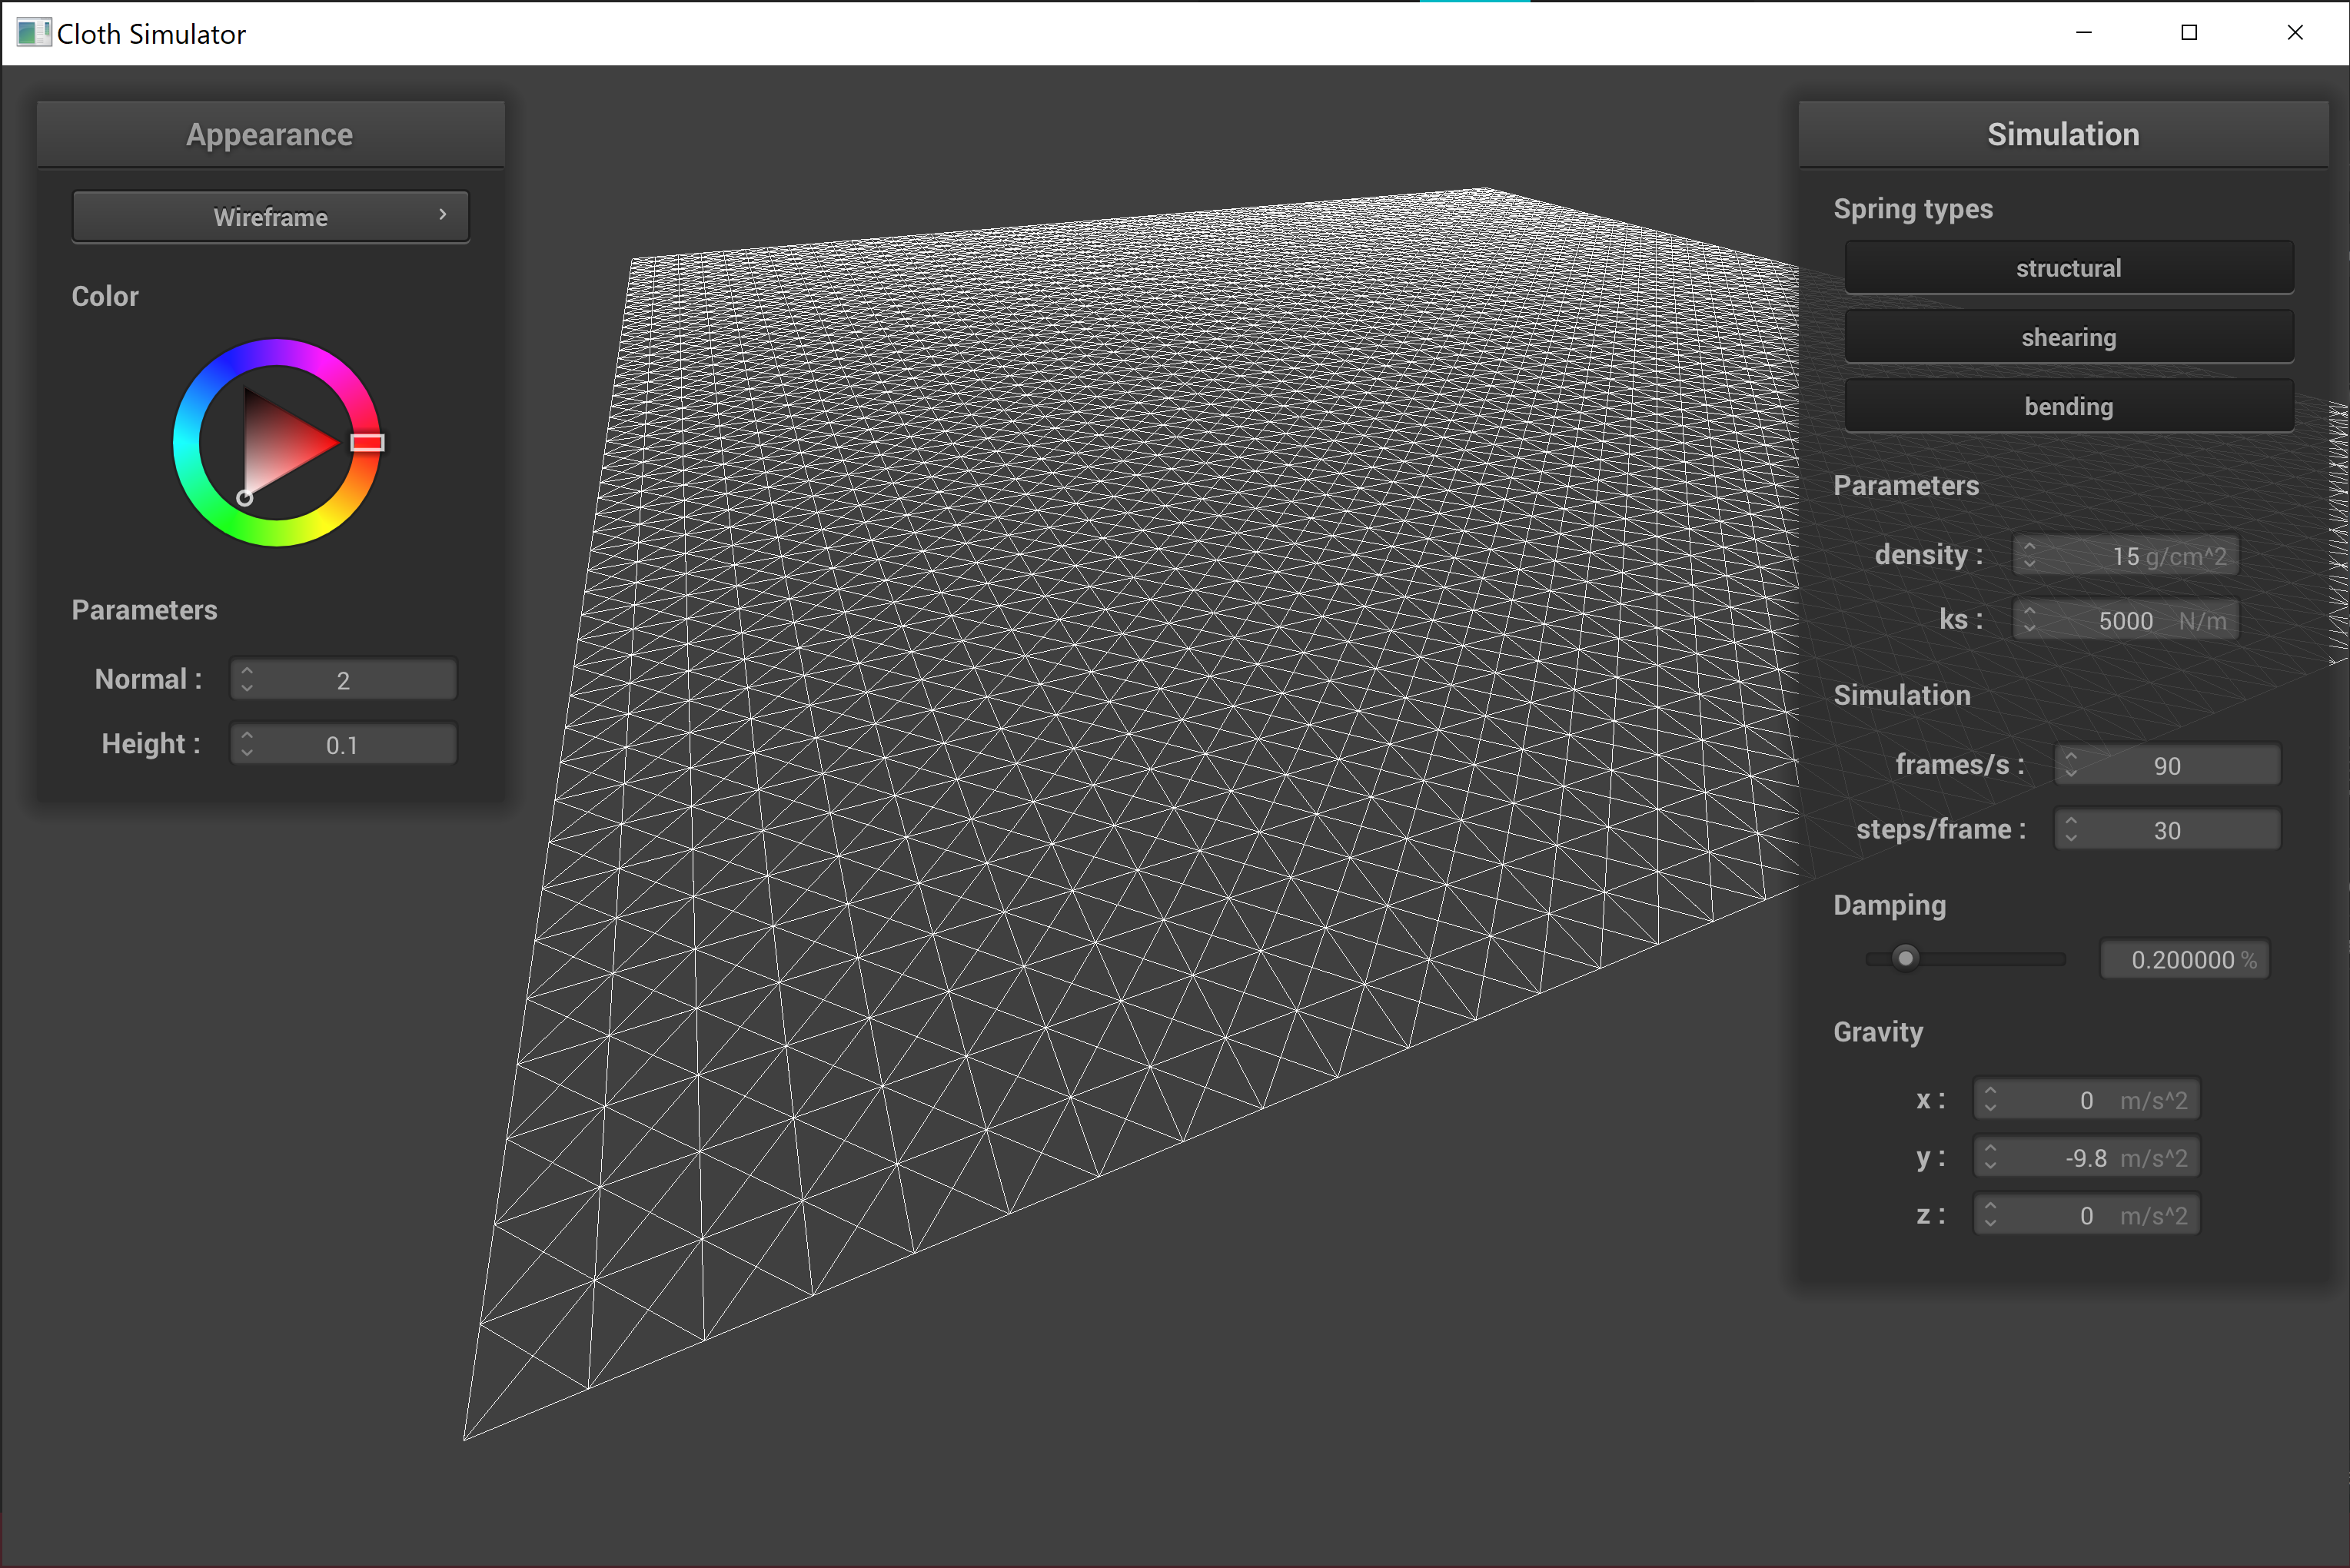 Cloth Simulator
Appearance
Wireframe
Color
Parameters
Normal : 2
Height : 0.1
Simulation
Spring types
structural
shearing
bending
Parameters
density : 15 g/cm^2
ks : 5000 N/m
Simulation
frames/s : 90
steps/frame : 30
Damping
0.200000 %
Gravity
x : 0 m/s^2
y : -9.8 m/s^2
z : 0 m/s^2